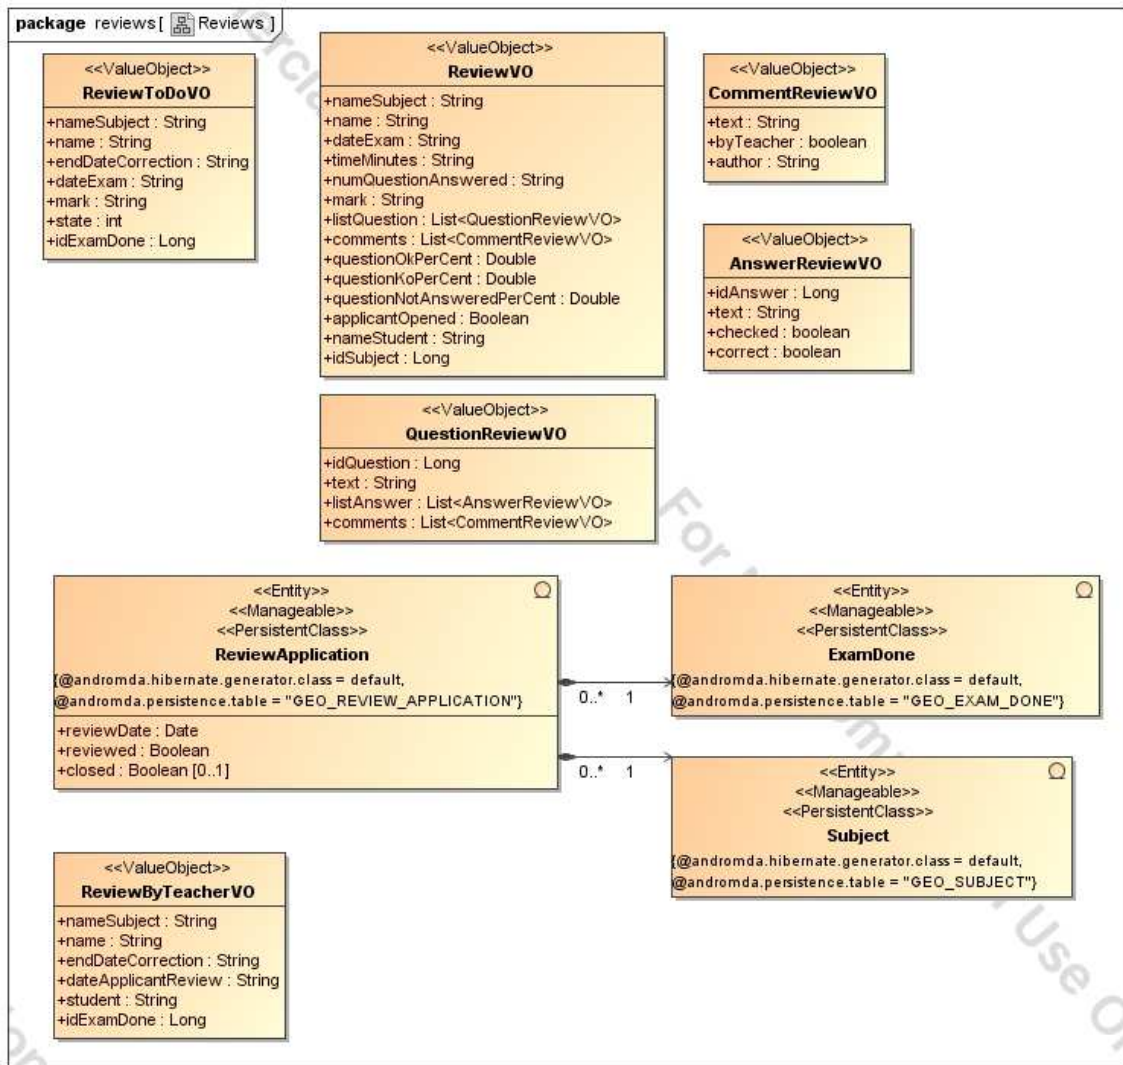 package reviews[ Reviews ]
<<ValueObject>>
ReviewToDoVO
+nameSubject : String
+name : String
+endDateCorrection : String
+dateExam : String
+mark : String
+state : int
+idExamDone : Long
<<ValueObject>>
ReviewVO
+nameSubject : String
+name : String
+dateExam : String
+timeMinutes : String
+numQuestionAnswered : String
+mark : String
+listQuestion : List<QuestionReviewVO>
+comments : List<CommentReviewVO>
+questionOkPerCent : Double
+questionKoPerCent : Double
+questionNotAnsweredPerCent : Double
+applicantOpened : Boolean
+nameStudent : String
+idSubject : Long
<<ValueObject>>
CommentReviewVO
+text : String
+byTeacher : boolean
+author : String
<<ValueObject>>
AnswerReviewVO
+idAnswer : Long
+text : String
+checked : boolean
+correct : boolean
<<ValueObject>>
QuestionReviewVO
+idQuestion : Long
+text : String
+listAnswer : List<AnswerReviewVO>
+comments : List<CommentReviewVO>
<<Entity>>
<<Manageable>>
<<PersistentClass>>
ReviewApplication
{@andromda.hibernate.generator.class = default,
@andromda.persistence.table = "GEO_REVIEW_APPLICATION"}
+reviewDate : Date
+reviewed : Boolean
+closed : Boolean [0..1]
0..* 1
0..* 1
<<Entity>>
<<Manageable>>
<<PersistentClass>>
ExamDone
{@andromda.hibernate.generator.class = default,
@andromda.persistence.table = "GEO_EXAM_DONE"}
<<Entity>>
<<Manageable>>
<<PersistentClass>>
Subject
{@andromda.hibernate.generator.class = default,
@andromda.persistence.table = "GEO_SUBJECT"}
<<ValueObject>>
ReviewByTeacherVO
+nameSubject : String
+name : String
+endDateCorrection : String
+dateApplicantReview : String
+student : String
+idExamDone : Long
For
Use